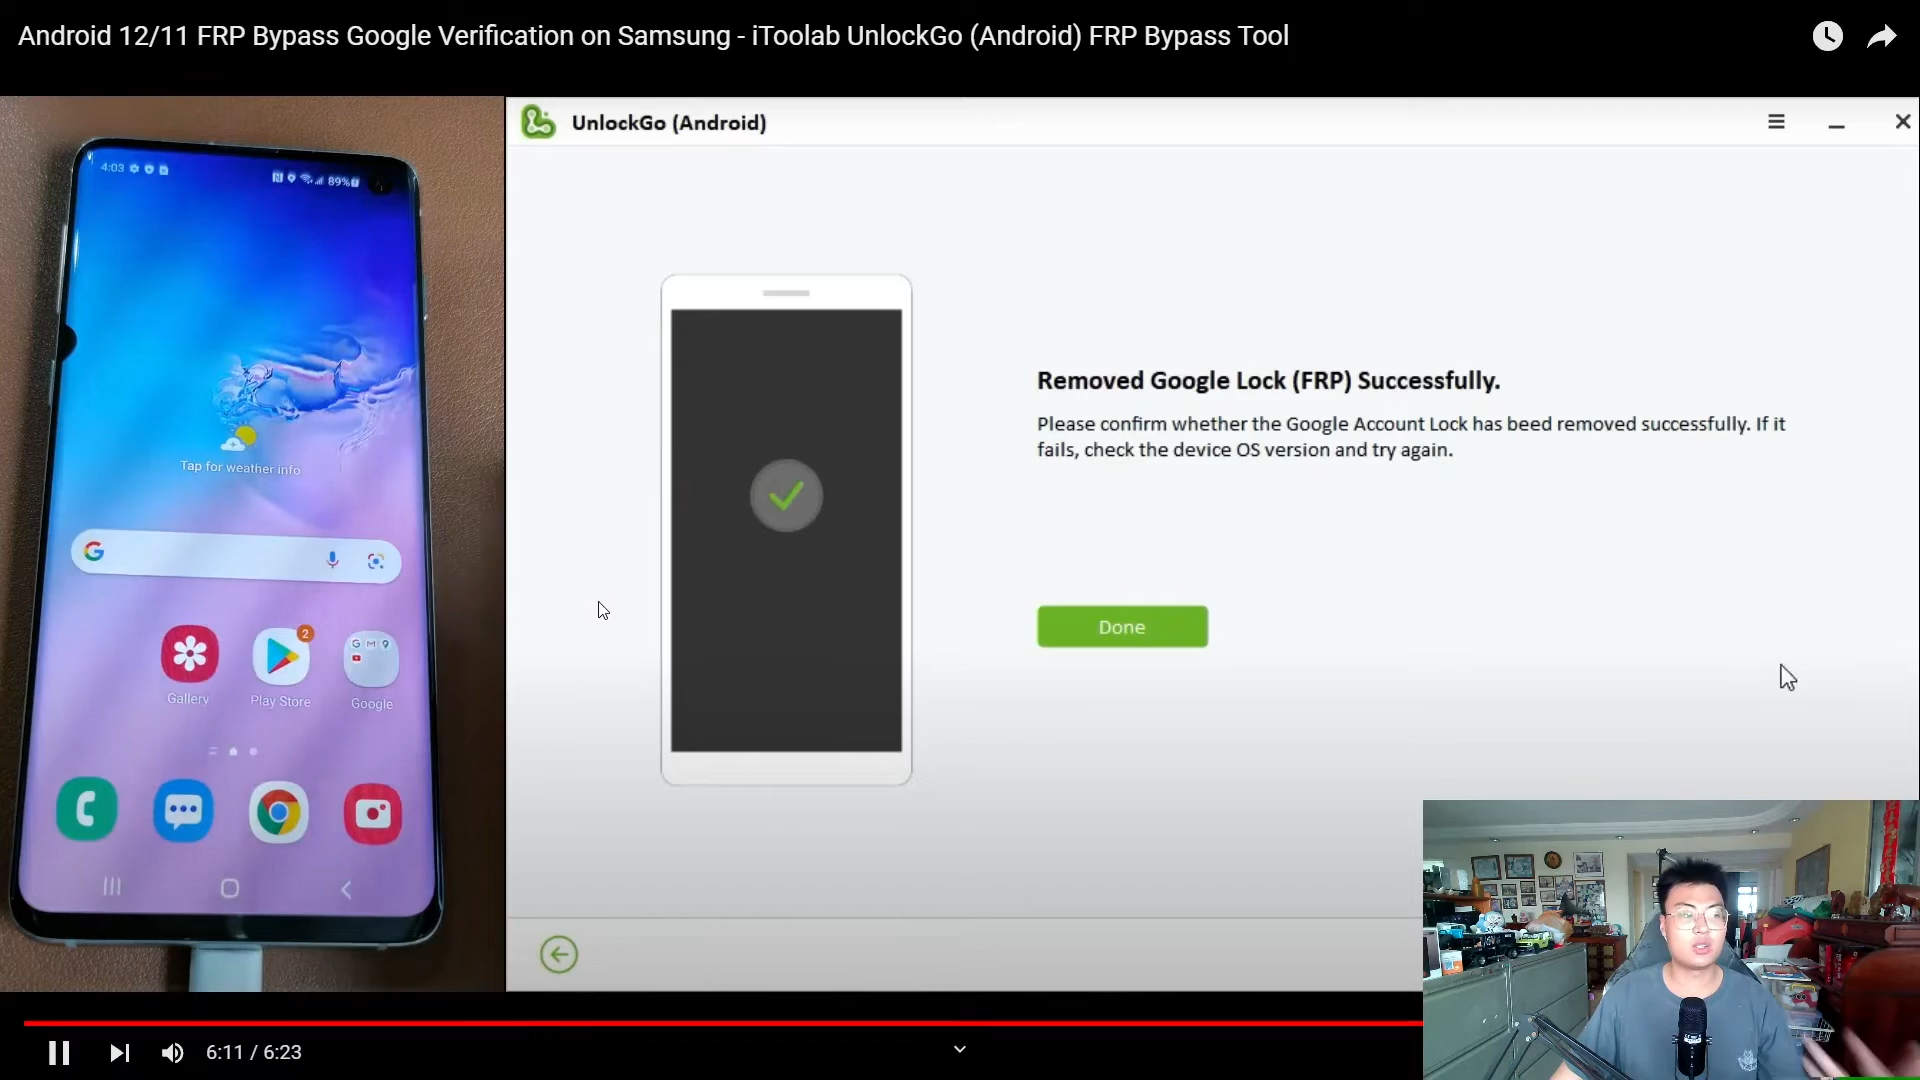 Android 12/11 FRP Bypass Google Verification on Samsung - iToolab UnlockGo (Android) FRP Bypass Tool
UnlockGo (Android)
4:03
89%
Tap for weather info
2
Gallery
Play Store
Google
Removed Google Lock (FRP) Successfully.
Please confirm whether the Google Account Lock has beed removed successfully. If it
fails, check the device OS version and try again.
Done
6:11 / 6:23